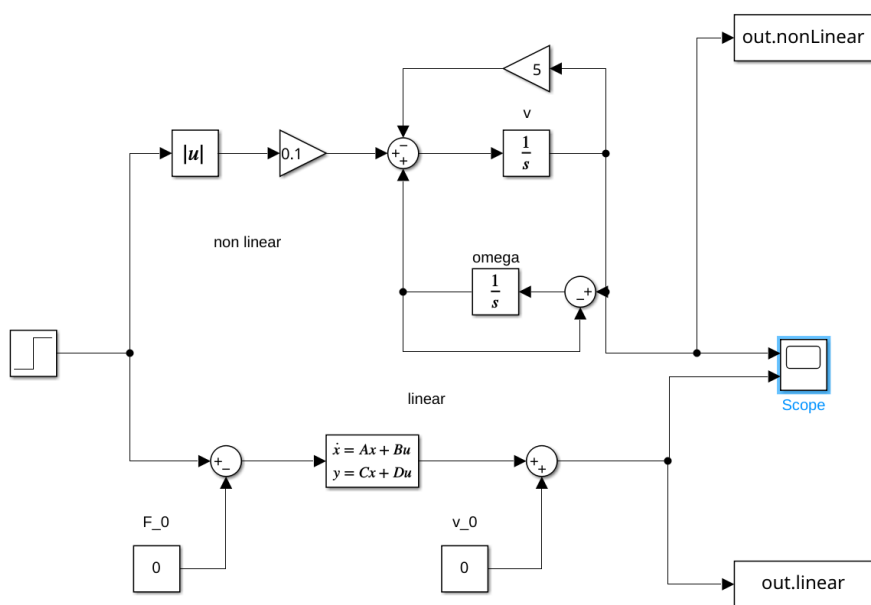 out.nonLinear
5
v
|u|
0.1
+ − +
1
s
non linear
omega
1
s
− +
linear
Scope
+ −
ẋ = Ax + Bu
y = Cx + Du
+ +
F_0
v_0
0
0
out.linear